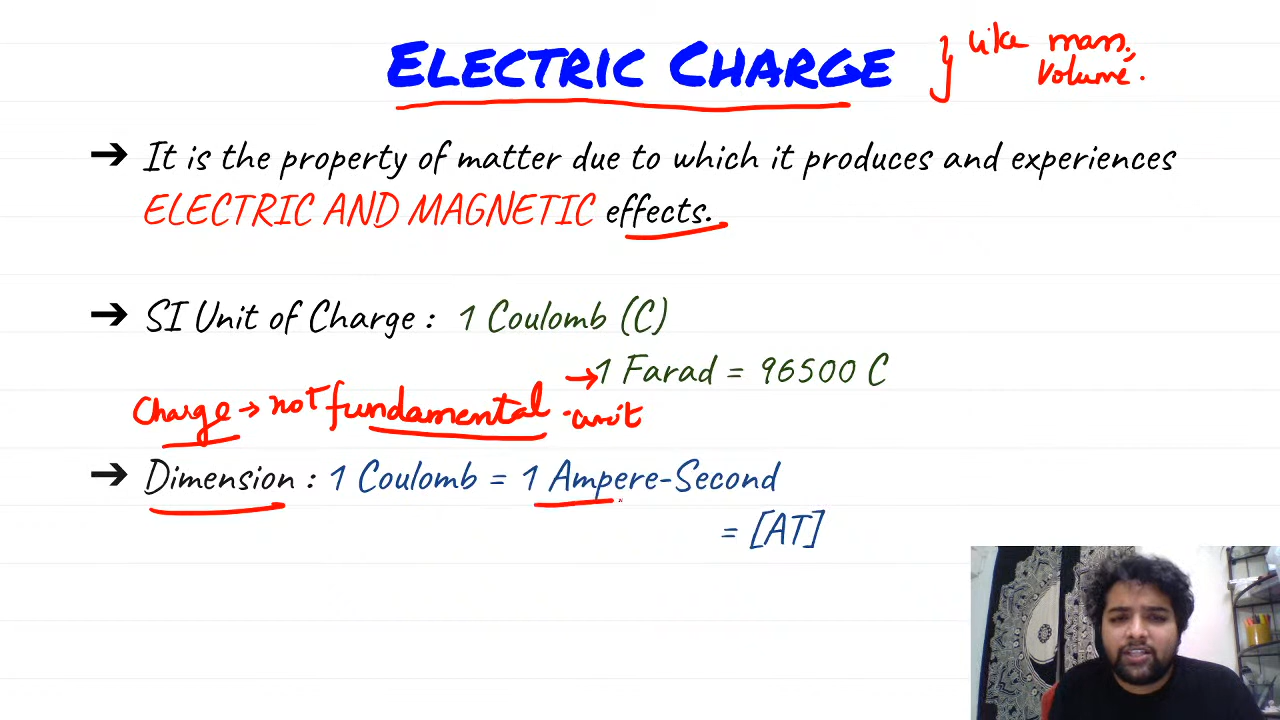 ELECTRIC CHARGE } like mass,
volume.
➔ It is the property of matter due to which it produces and experiences
ELECTRIC AND MAGNETIC effects.
➔ SI Unit of Charge : 1 Coulomb (C)
→ 1 Farad = 96500 C
Charge → not fundamental unit
➔ Dimension : 1 Coulomb = 1 Ampere-Second
= [AT]